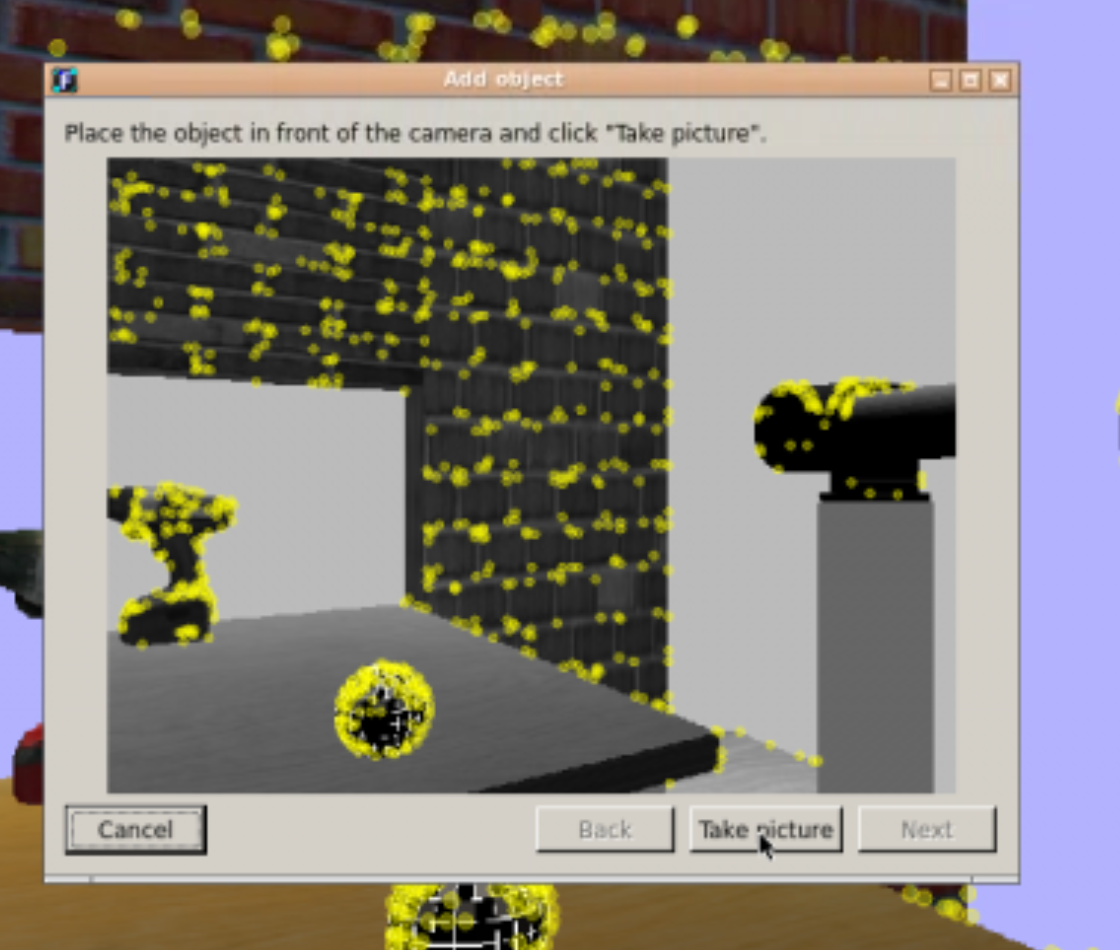 Add object
Place the object in front of the camera and click "Take picture".
Cancel
Back
Take picture
Next